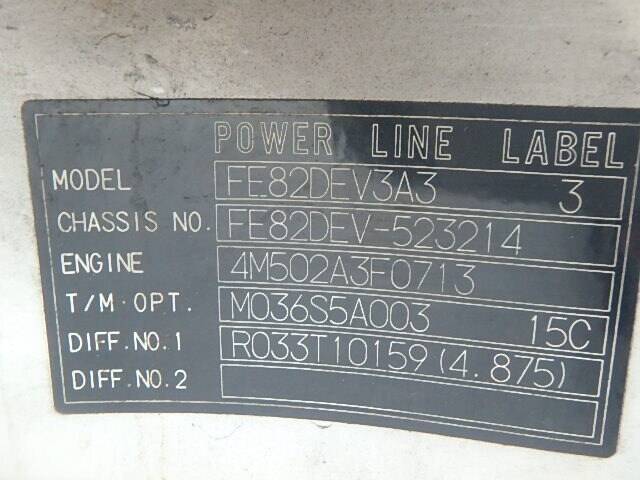 POWER LINE LABEL
MODEL FE82DEV3A3 3
CHASSIS NO. FE82DEV-523214
ENGINE 4M502A3F0713
T/M OPT. M036S5A003 15C
DIFF.NO.1 R033T10159(4.875)
DIFF.NO.2